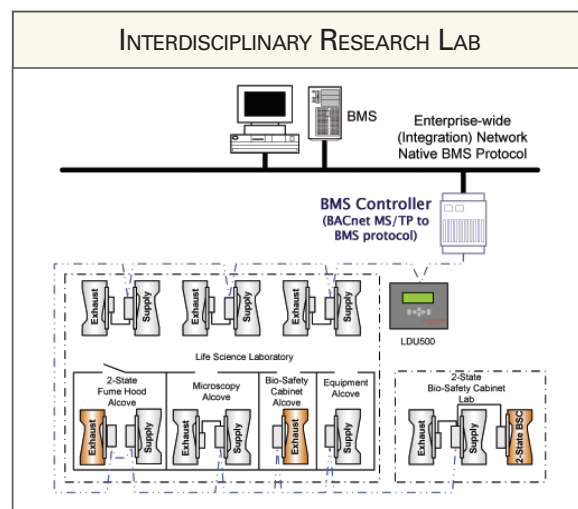 INTERDISCIPLINARY RESEARCH LAB
BMS
Enterprise-wide
(Integration) Network
Native BMS Protocol
BMS Controller
(BACnet MS/TP to
BMS protocol)
Exhaust
Supply
Exhaust
Supply
Exhaust
Supply
LDU500
Life Science Laboratory
2-State
Fume Hood
Alcove
Microscopy
Alcove
Bio-Safety
Cabinet
Alcove
Equipment
Alcove
2-State
Bio-Safety Cabinet
Lab
Exhaust
Supply
Exhaust
Supply
Exhaust
Supply
Exhaust
Supply
2-State BSC